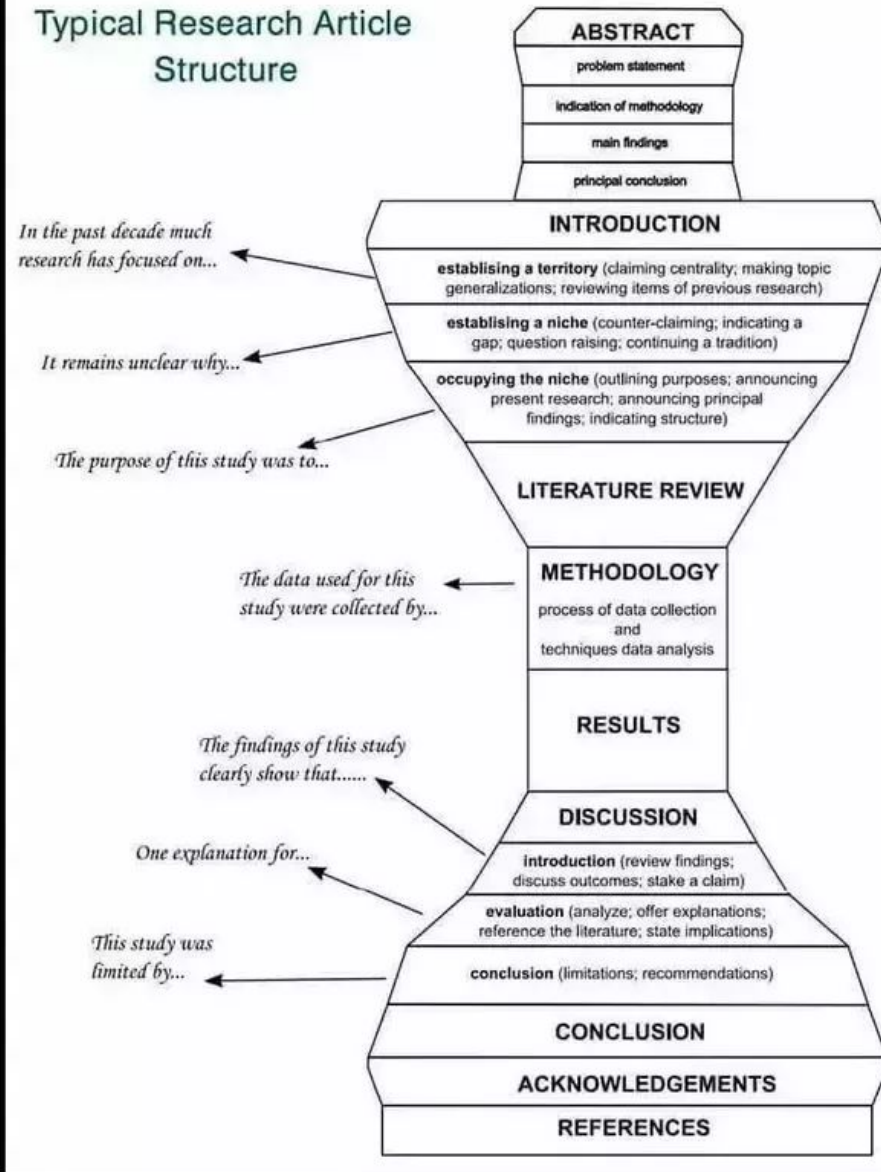 Typical Research Article
Structure
ABSTRACT
problem statement
indication of methodology
main findings
principal conclusion
INTRODUCTION
In the past decade much
research has focused on...
establising a territory (claiming centrality; making topic
generalizations; reviewing items of previous research)
establising a niche (counter-claiming; indicating a
gap; question raising; continuing a tradition)
It remains unclear why...
occupying the niche (outlining purposes; announcing
present research; announcing principal
findings; indicating structure)
The purpose of this study was to...
LITERATURE REVIEW
METHODOLOGY
The data used for this
study were collected by...
process of data collection
and
techniques data analysis
RESULTS
The findings of this study
clearly show that......
DISCUSSION
One explanation for...
introduction (review findings;
discuss outcomes; stake a claim)
evaluation (analyze; offer explanations;
reference the literature; state implications)
This study was
limited by...
conclusion (limitations; recommendations)
CONCLUSION
ACKNOWLEDGEMENTS
REFERENCES